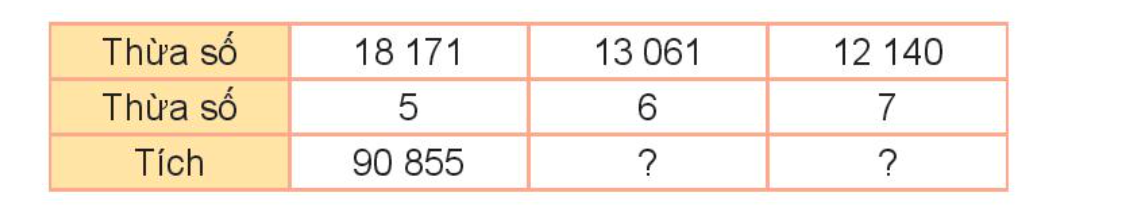 Thừa số 18 171 13 061 12 140
Thừa số 5 6 7
Tích 90 855 ? ?